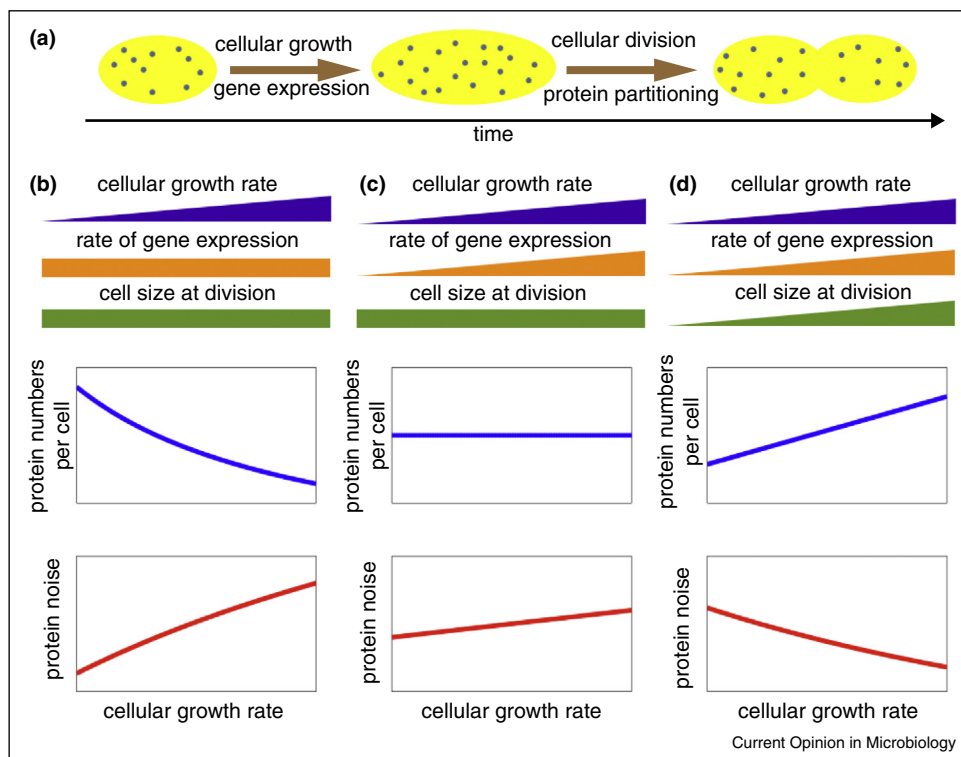 (a)
cellular growth
gene expression
cellular division
protein partitioning
time
(b)
cellular growth rate
rate of gene expression
cell size at division
protein numbers
per cell
protein noise
cellular growth rate
(c)
cellular growth rate
rate of gene expression
cell size at division
protein numbers
per cell
protein noise
cellular growth rate
(d)
cellular growth rate
rate of gene expression
cell size at division
protein numbers
per cell
protein noise
cellular growth rate
Current Opinion in Microbiology